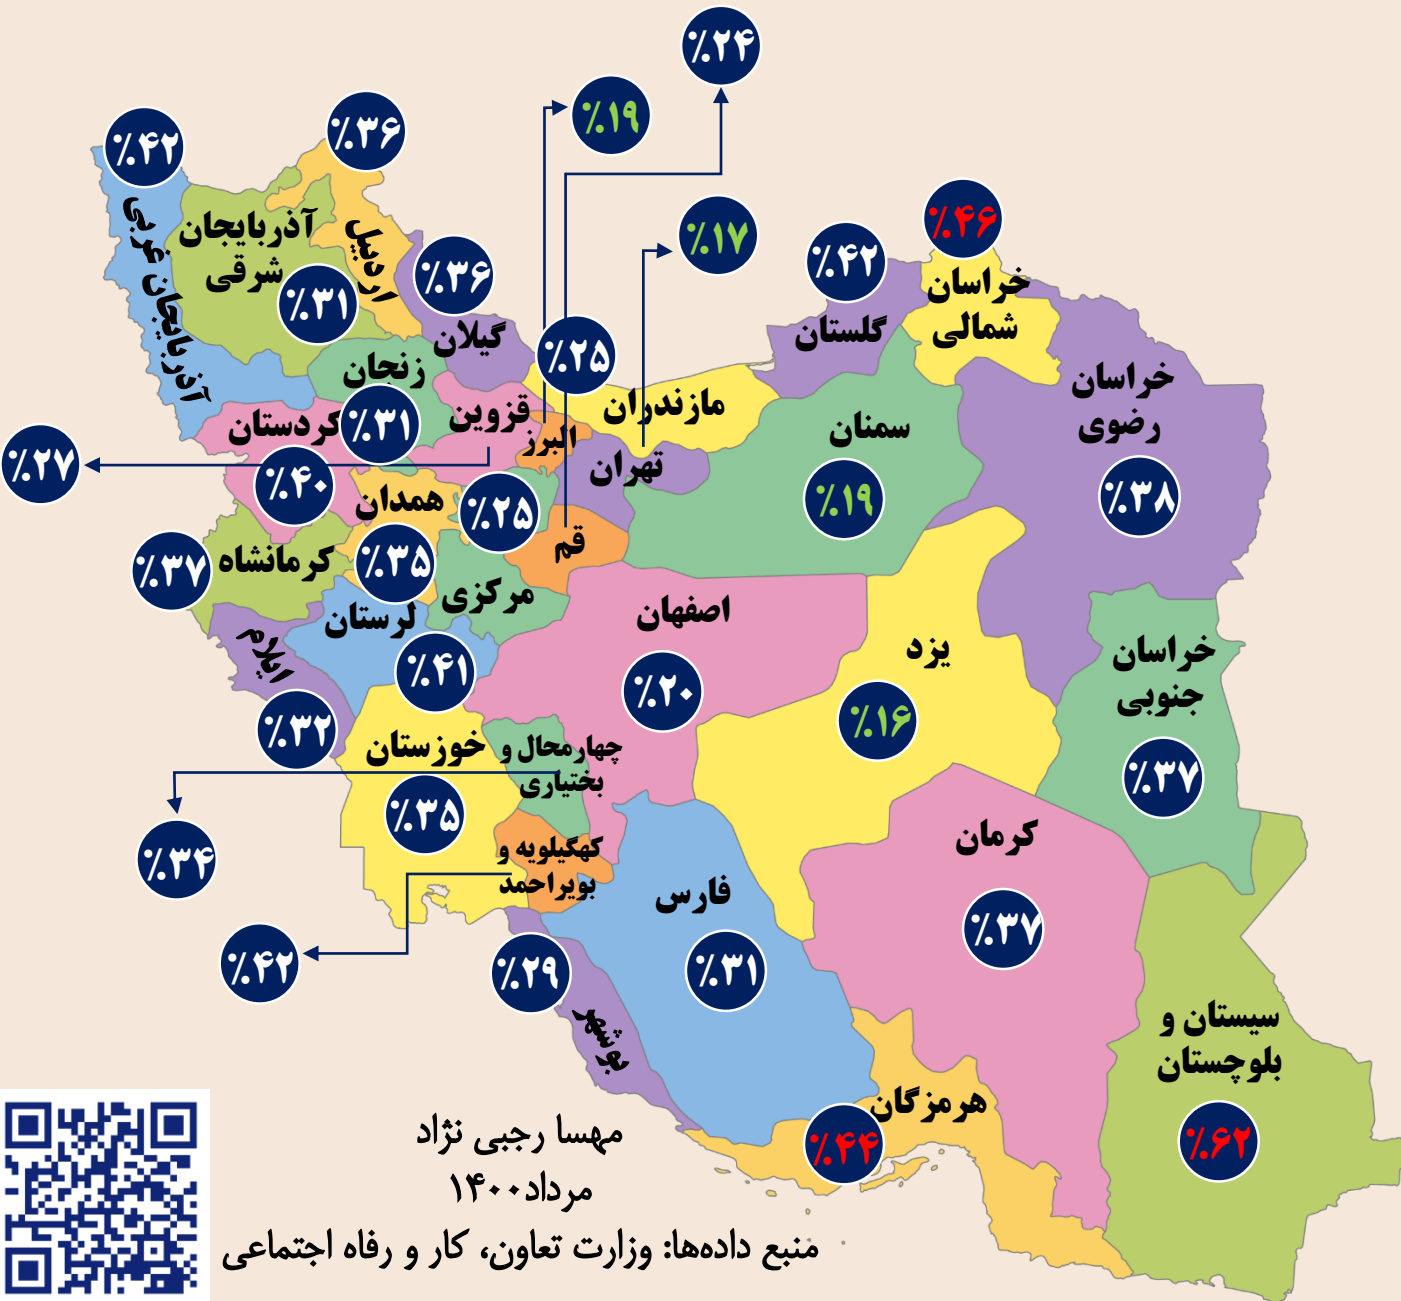 ٪۲۴
٪۱۹
٪۳۶
٪۴۲
٪۱۷
٪۴۶
٪۴۲
٪۳۶
آذربایجان
شرقی
٪۳۱
اردبیل
آذربایجان غربی
گیلان
گلستان
خراسان
شمالی
٪۲۵
زنجان
٪۳۱
قزوین
البرز
مازندران
تهران
سمنان
٪۱۹
خراسان
رضوی
٪۳۸
کردستان
٪۴۰
٪۲۷
همدان
٪۳۵
٪۲۵
قم
مرکزی
کرمانشاه
٪۳۷
لرستان
٪۴۱
ایلام
٪۳۲
اصفهان
٪۲۰
یزد
٪۱۶
خراسان
جنوبی
٪۳۷
خوزستان
٪۳۵
چهارمحال و
بختیاری
٪۳۴
کهگیلویه و
بویراحمد
٪۴۲
فارس
٪۳۱
کرمان
٪۳۷
٪۲۹
بوشهر
سیستان و
بلوچستان
٪۶۲
هرمزگان
٪۴۴
مهسا رجبی نژاد
مرداد۱۴۰۰
منبع داده‌ها: وزارت تعاون، کار و رفاه اجتماعی